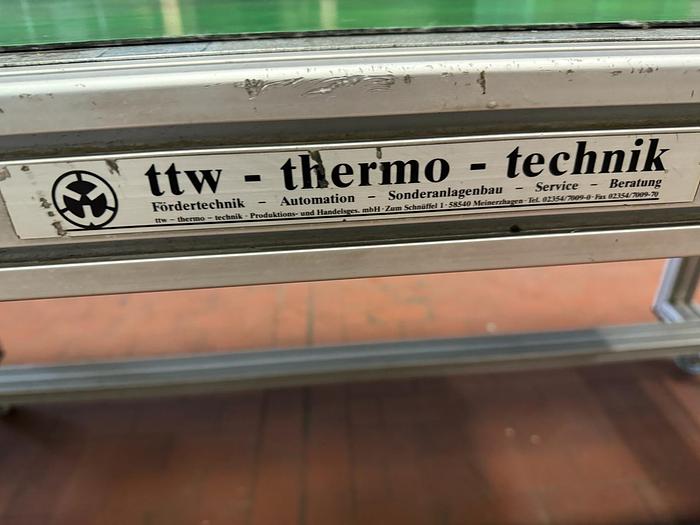 ttw - thermo - technik
Fördertechnik – Automation – Sonderanlagenbau – Service – Beratung
ttw - thermo - technik · Produktions- und Handelsges. mbH · Zum Schnüffel 1 · 58540 Meinerzhagen · Tel. 02354/7009-0 · Fax 02354/7009-70